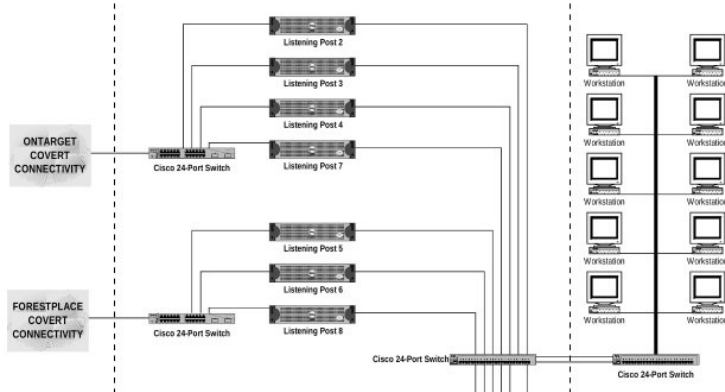 Listening Post 2
Listening Post 3
Listening Post 4
ONTARGET
COVERT
CONNECTIVITY
Cisco 24-Port Switch
Listening Post 7
Listening Post 5
Listening Post 6
FORESTPLACE
COVERT
CONNECTIVITY
Cisco 24-Port Switch
Listening Post 8
Cisco 24-Port Switch
Cisco 24-Port Switch
Workstation Workstation
Workstation Workstation
Workstation Workstation
Workstation Workstation
Workstation Workstation